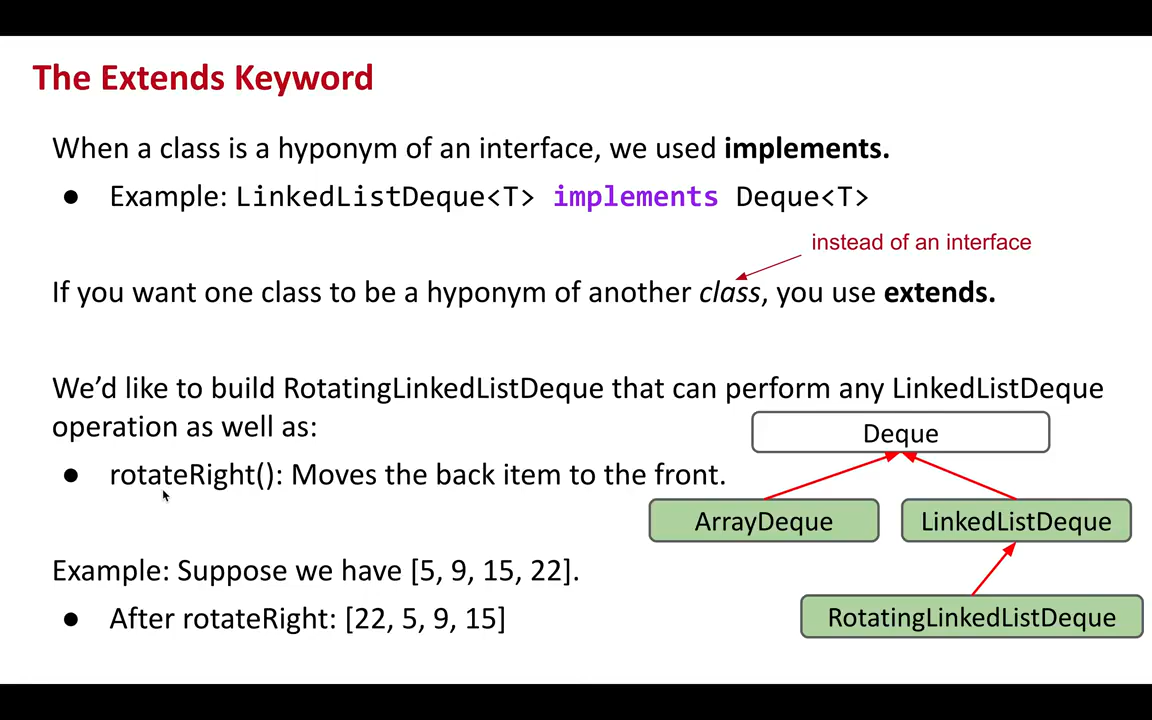 The Extends Keyword
When a class is a hyponym of an interface, we used implements.
● Example: LinkedListDeque<T> implements Deque<T>
instead of an interface
If you want one class to be a hyponym of another class, you use extends.
We’d like to build RotatingLinkedListDeque that can perform any LinkedListDeque
operation as well as:
● rotateRight(): Moves the back item to the front.
Example: Suppose we have [5, 9, 15, 22].
● After rotateRight: [22, 5, 9, 15]
Deque
ArrayDeque
LinkedListDeque
RotatingLinkedListDeque